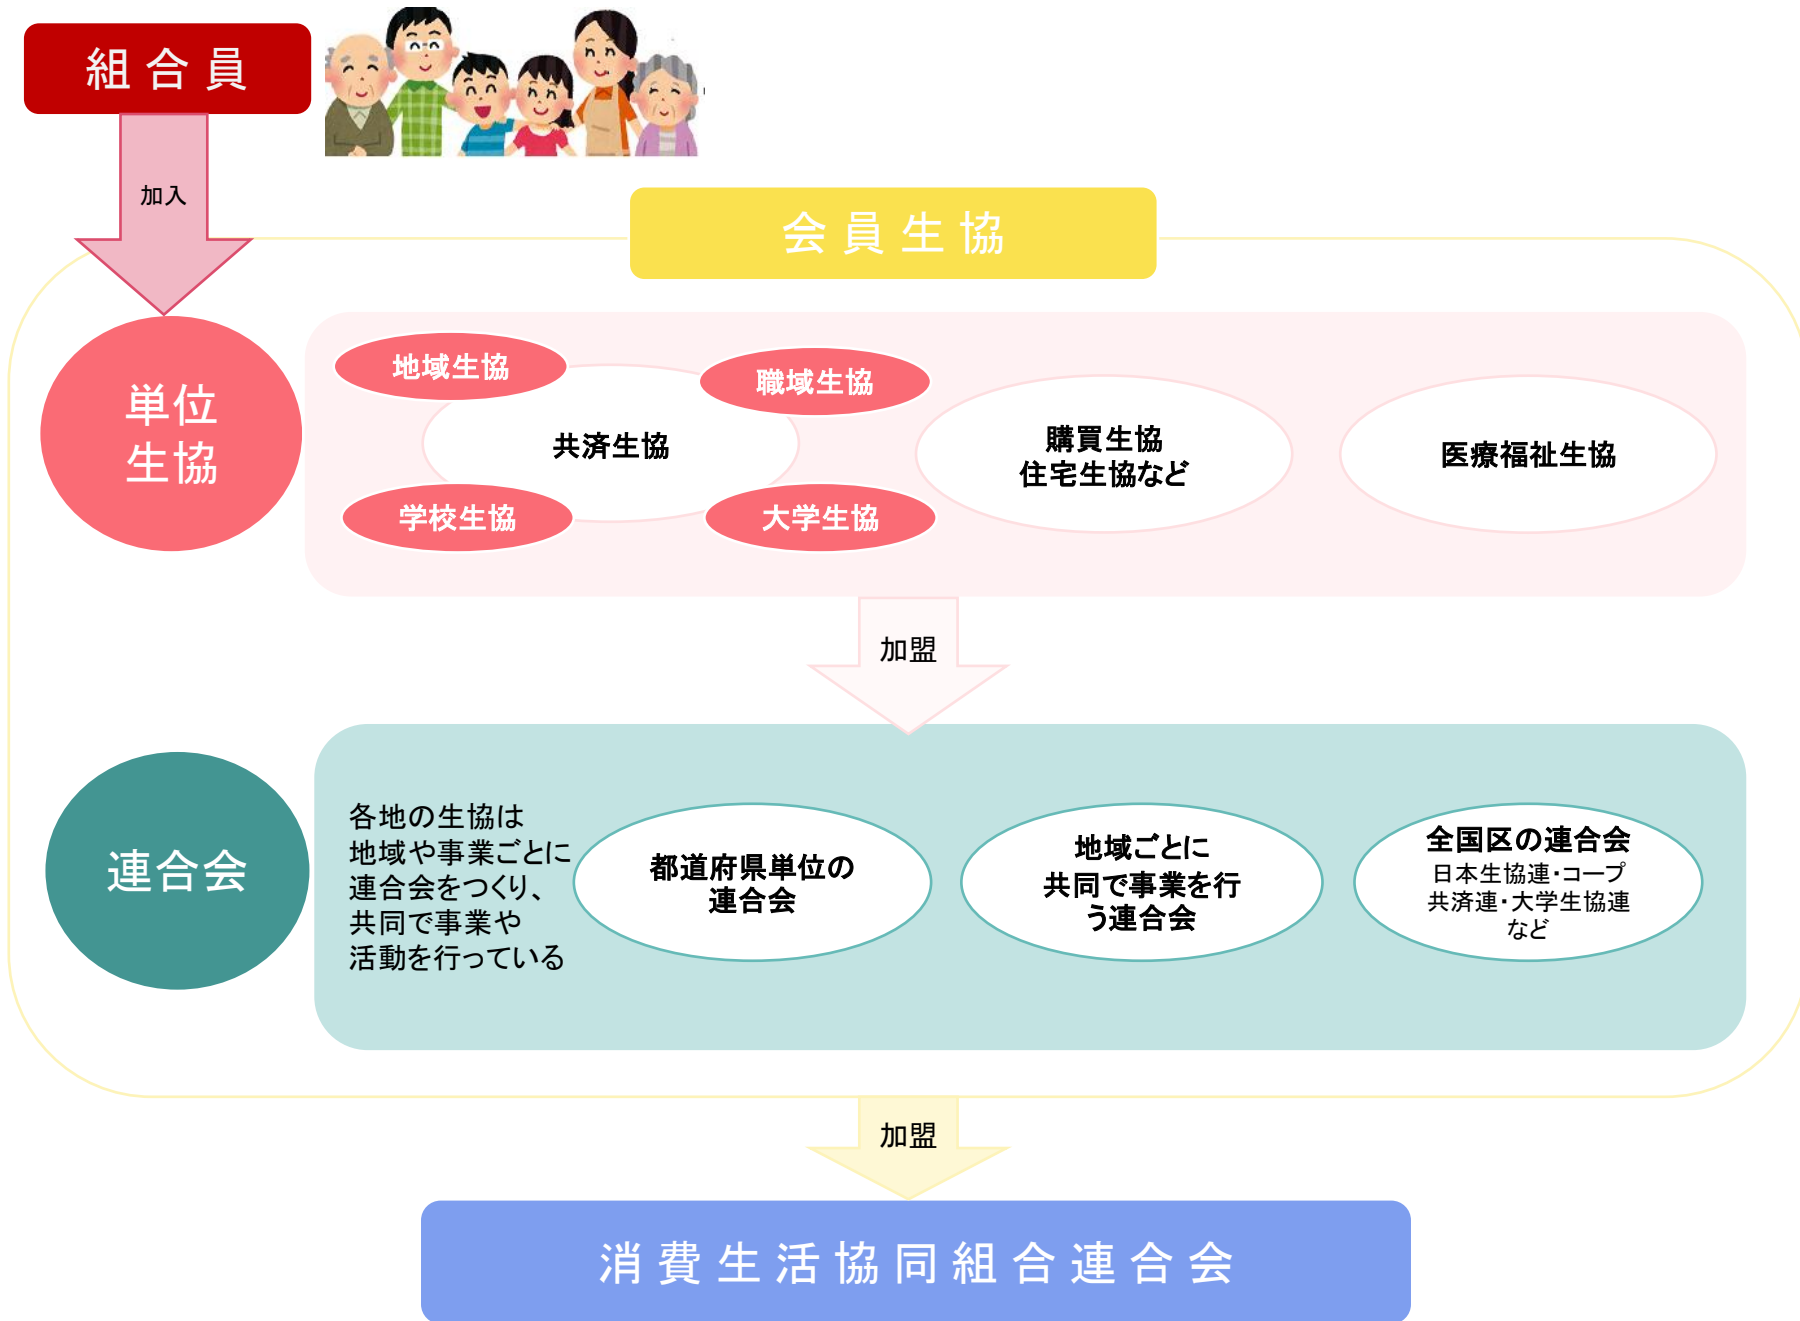 組合員
加入
会員生協
単位
生協
地域生協
職域生協
共済生協
学校生協
大学生協
購買生協
住宅生協など
医療福祉生協
加盟
連合会
各地の生協は
地域や事業ごとに
連合会をつくり、
共同で事業や
活動を行っている
都道府県単位の
連合会
地域ごとに
共同で事業を行
う連合会
全国区の連合会
日本生協連・コープ
共済連・大学生協連
など
加盟
消費生活協同組合連合会